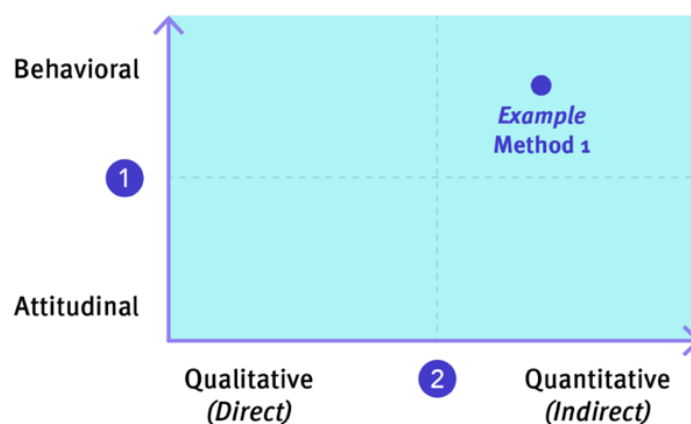 Behavioral
Example
Method 1
1
Attitudinal
Qualitative
(Direct)
2
Quantitative
(Indirect)